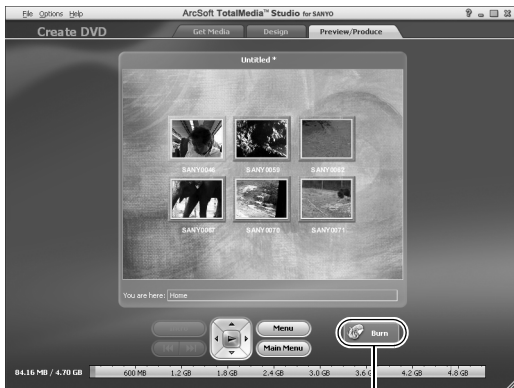 File Options Help
ArcSoft TotalMedia™ Studio for SANYO
Create DVD
Get Media Design Preview/Produce
Untitled *
SANY0046 SANY0059 SANY0062
SANY0067 SANY0070 SANY0071
You are here: Home
Menu
Burn
Main Menu
84.16 MB / 4.70 GB 600 MB 1.2 GB 1.8 GB 2.4 GB 3.0 GB 3.6 4.2 GB 4.8 GB